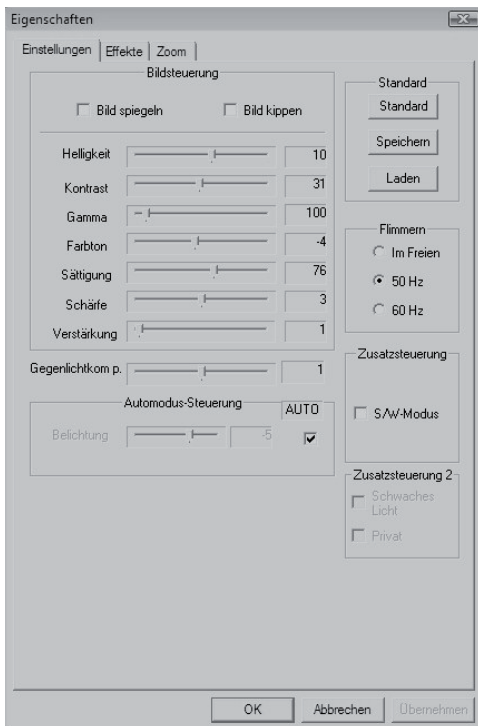 Eigenschaften
Einstellungen Effekte Zoom
Bildsteuerung
Bild spiegeln Bild kippen
Helligkeit 10
Kontrast 31
Gamma 100
Farbton -4
Sättigung 76
Schärfe 3
Verstärkung 1
Gegenlichtkom p. 1
Automodus-Steuerung AUTO
Belichtung -5
Standard
Standard
Speichern
Laden
Flimmern
Im Freien
50 Hz
60 Hz
Zusatzsteuerung
S/W-Modus
Zusatzsteuerung 2
Schwaches
Licht
Privat
OK Abbrechen Übernehmen